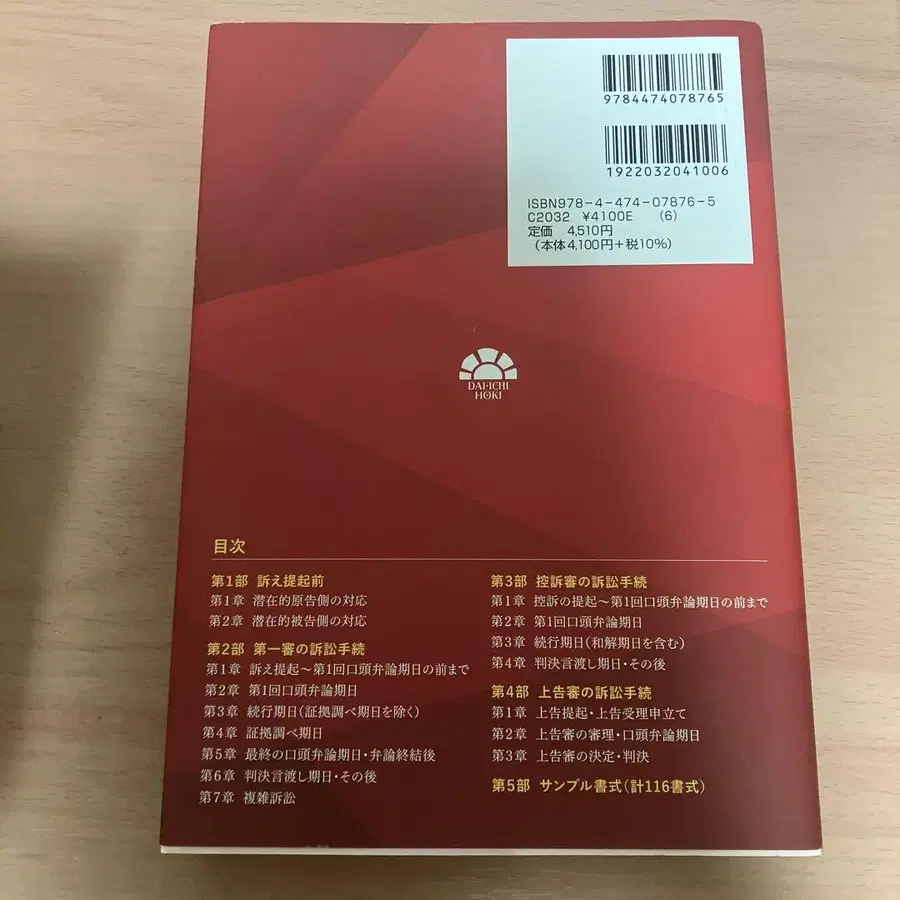 9784474078765
1922032041006
ISBN978-4-474-07876-5
C2032 ¥4100E (6)
定価 4,510円
(本体4,100円+税10%)
DAI-ICHI
HOKI
目次
第1部 訴え提起前
第1章 潜在的原告側の対応
第2章 潜在的被告側の対応
第2部 第一審の訴訟手続
第1章 訴え提起〜第1回口頭弁論期日の前まで
第2章 第1回口頭弁論期日
第3章 続行期日(証拠調べ期日を除く)
第4章 証拠調べ期日
第5章 最終の口頭弁論期日・弁論終結後
第6章 判決言渡し期日・その後
第7章 複雑訴訟
第3部 控訴審の訴訟手続
第1章 控訴の提起〜第1回口頭弁論期日の前まで
第2章 第1回口頭弁論期日
第3章 続行期日(和解期日を含む)
第4章 判決言渡し期日・その後
第4部 上告審の訴訟手続
第1章 上告提起・上告受理申立て
第2章 上告審の審理・口頭弁論期日
第3章 上告審の決定・判決
第5部 サンプル書式(計116書式)